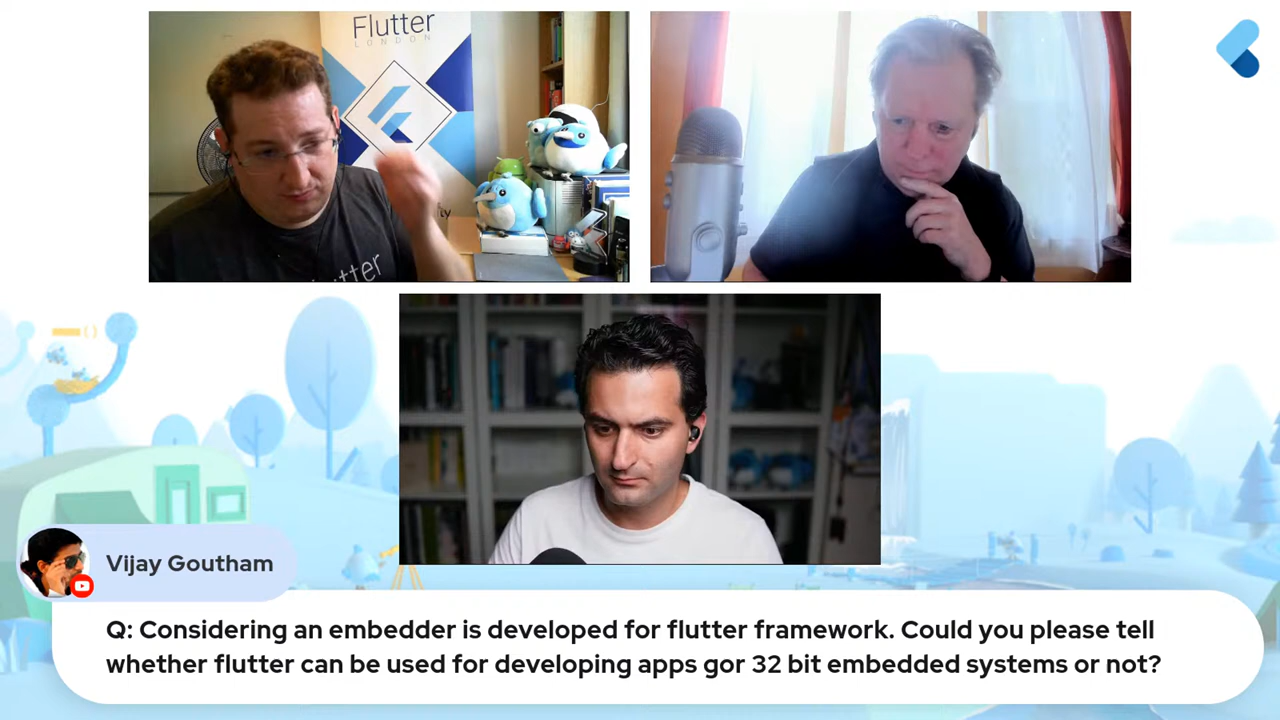 Flutter
LONDON
Vijay Goutham
Q: Considering an embedder is developed for flutter framework. Could you please tell
whether flutter can be used for developing apps gor 32 bit embedded systems or not?